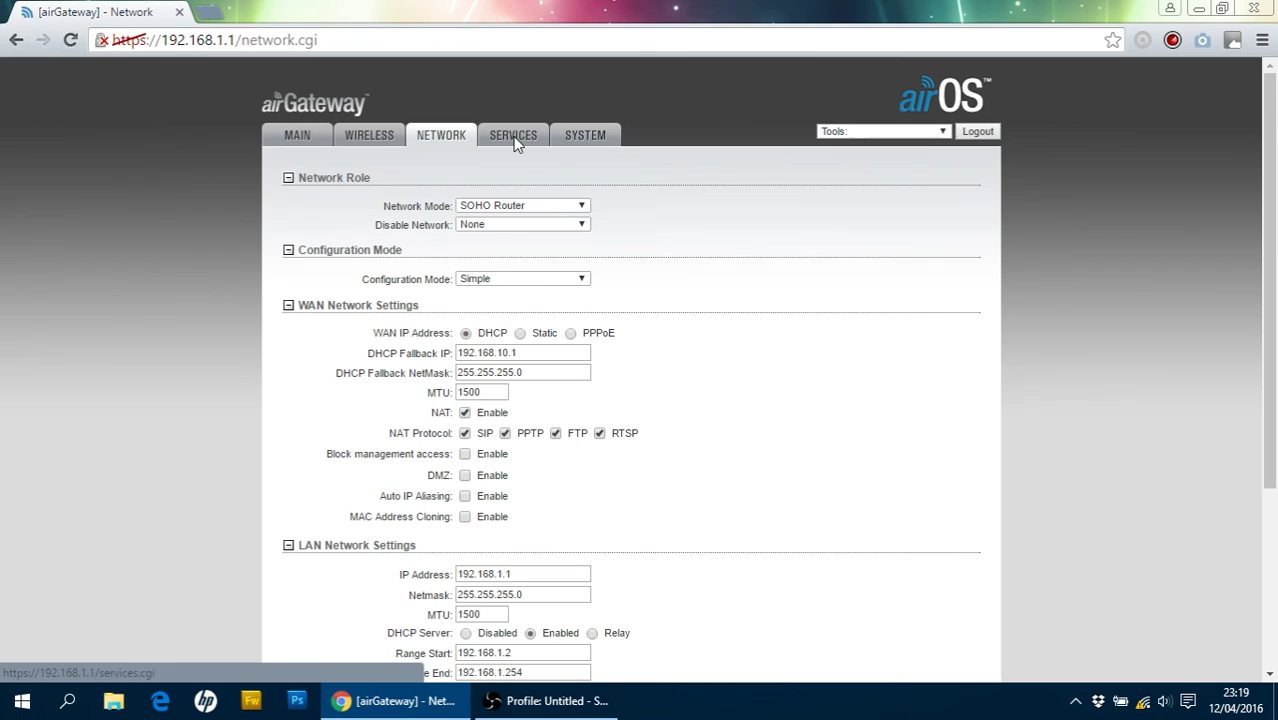 [airGateway] - Network
https://192.168.1.1/network.cgi
airGateway™
airOS™
MAIN WIRELESS NETWORK SERVICES SYSTEM
Tools: Logout
Network Role
Network Mode: SOHO Router
Disable Network: None
Configuration Mode
Configuration Mode: Simple
WAN Network Settings
WAN IP Address: DHCP Static PPPoE
DHCP Fallback IP: 192.168.10.1
DHCP Fallback NetMask: 255.255.255.0
MTU: 1500
NAT: Enable
NAT Protocol: SIP PPTP FTP RTSP
Block management access: Enable
DMZ: Enable
Auto IP Aliasing: Enable
MAC Address Cloning: Enable
LAN Network Settings
IP Address: 192.168.1.1
Netmask: 255.255.255.0
MTU: 1500
DHCP Server: Disabled Enabled Relay
Range Start: 192.168.1.2
e End: 192.168.1.254
https://192.168.1.1/services.cgi
hp
Fw
Ps
[airGateway] - Net...
Profile: Untitled - S...
23:19
12/04/2016